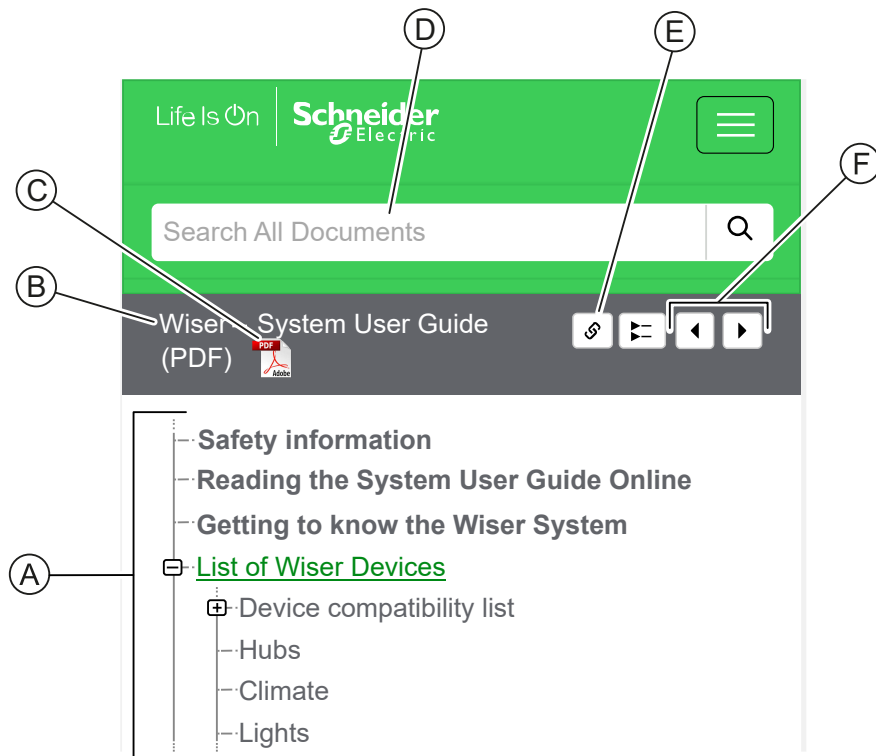 D
E
Life Is On
Schneider
Electric
F
C
Search All Documents
B
Wiser – System User Guide
(PDF)
PDF
Adobe
Safety information
Reading the System User Guide Online
Getting to know the Wiser System
A
List of Wiser Devices
Device compatibility list
Hubs
Climate
Lights